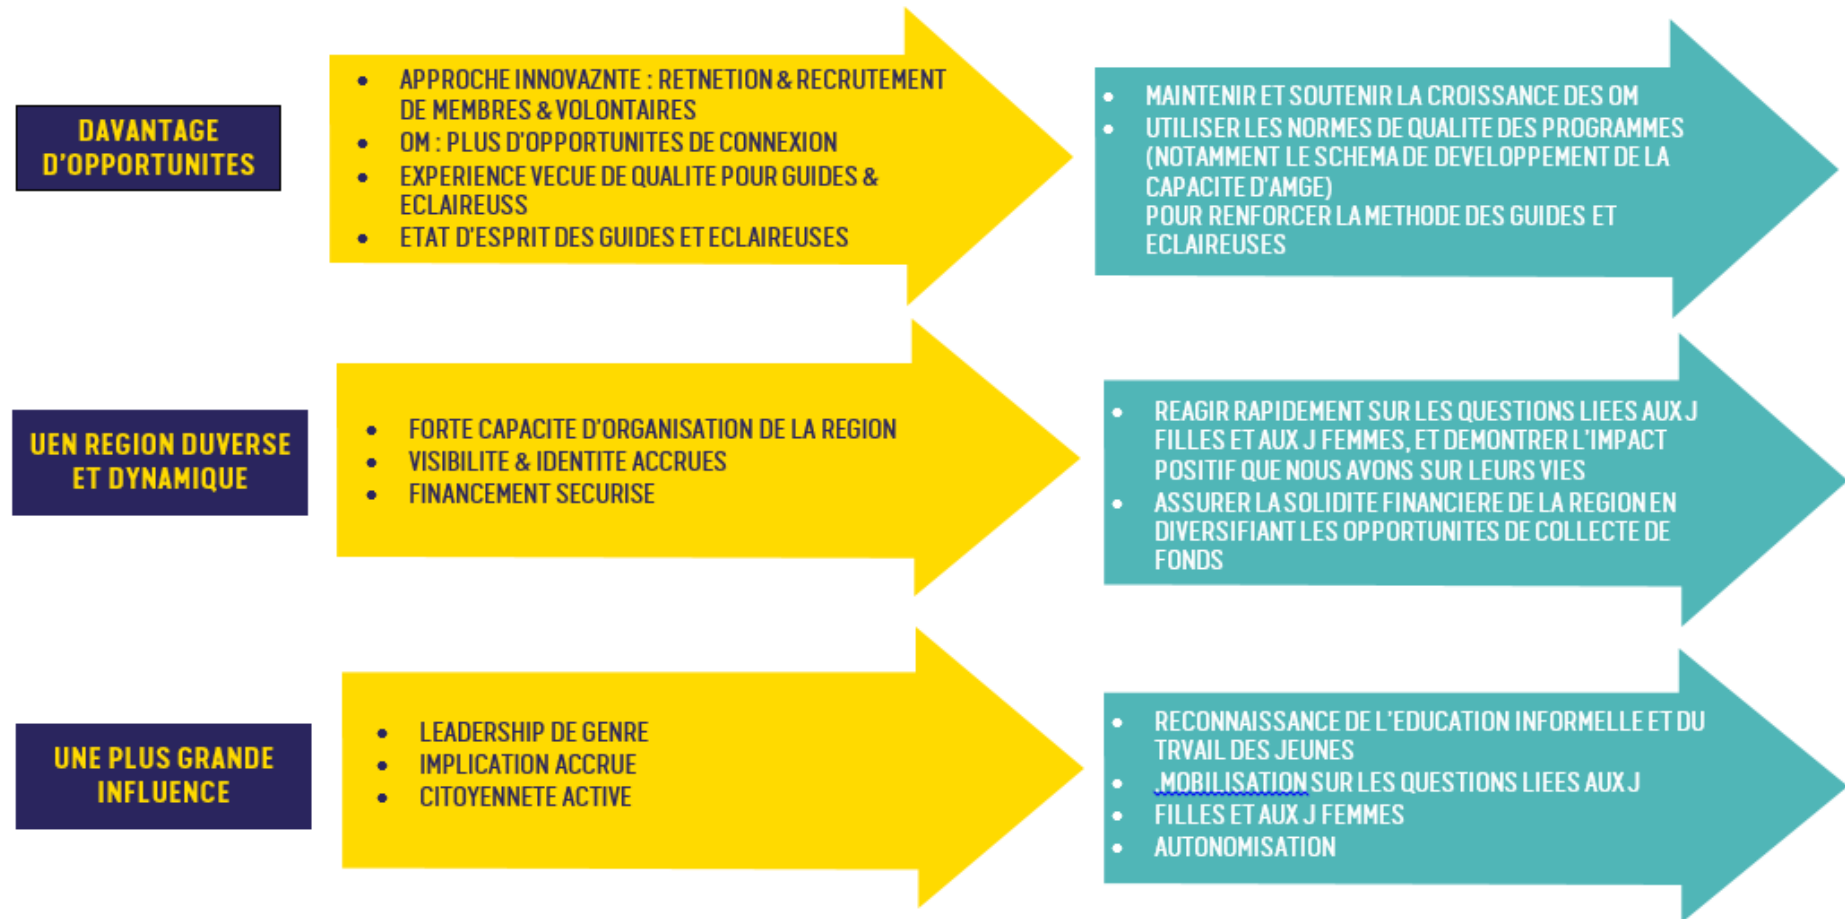 DAVANTAGE
D'OPPORTUNITES
• APPROCHE INNOVAZNTE : RETNETION & RECRUTEMENT
DE MEMBRES & VOLONTAIRES
• OM : PLUS D'OPPORTUNITES DE CONNEXION
• EXPERIENCE VECUE DE QUALITE POUR GUIDES &
ECLAIREUSS
• ETAT D'ESPRIT DES GUIDES ET ECLAIREUSES
• MAINTENIR ET SOUTENIR LA CROISSANCE DES OM
• UTILISER LES NORMES DE QUALITE DES PROGRAMMES
(NOTAMMENT LE SCHEMA DE DEVELOPPEMENT DE LA
CAPACITE D'AMGE)
POUR RENFORCER LA METHODE DES GUIDES ET
ECLAIREUSES
UEN REGION DUVERSE
ET DYNAMIQUE
• FORTE CAPACITE D'ORGANISATION DE LA REGION
• VISIBILITE & IDENTITE ACCRUES
• FINANCEMENT SECURISE
• REAGIR RAPIDEMENT SUR LES QUESTIONS LIEES AUX J
FILLES ET AUX J FEMMES, ET DEMONTRER L'IMPACT
POSITIF QUE NOUS AVONS SUR LEURS VIES
• ASSURER LA SOLIDITE FINANCIERE DE LA REGION EN
DIVERSIFIANT LES OPPORTUNITES DE COLLECTE DE
FONDS
UNE PLUS GRANDE
INFLUENCE
• LEADERSHIP DE GENRE
• IMPLICATION ACCRUE
• CITOYENNETE ACTIVE
• RECONNAISSANCE DE L'EDUCATION INFORMELLE ET DU
TRVAIL DES JEUNES
• .MOBILISATION SUR LES QUESTIONS LIEES AUX J
• FILLES ET AUX J FEMMES
• AUTONOMISATION